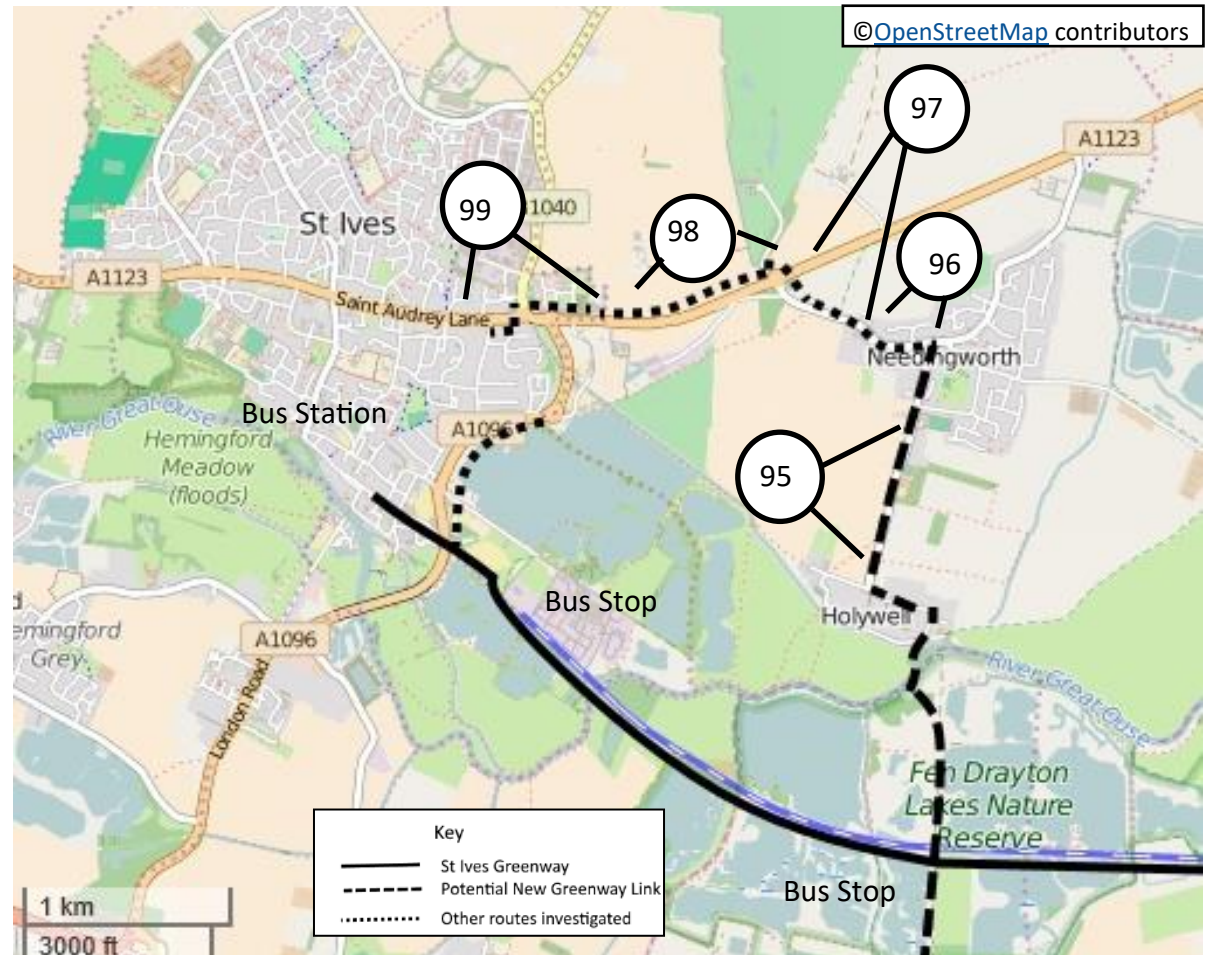 ©OpenStreetMap contributors
97
A1123
99
1040
98
St Ives
96
A1123
Saint Audrey Lane
Needingworth
Bus Station
River Great Ouse
A1096
Hemingford
Meadow
(floods)
95
Bus Stop
Holywell
emingford
Grey
A1096
River Great Ouse
London Road
Fen Drayton
Lakes Nature
Reserve
Key
St Ives Greenway
Potential New Greenway Link
Other routes investigated
Bus Stop
1 km
3000 ft